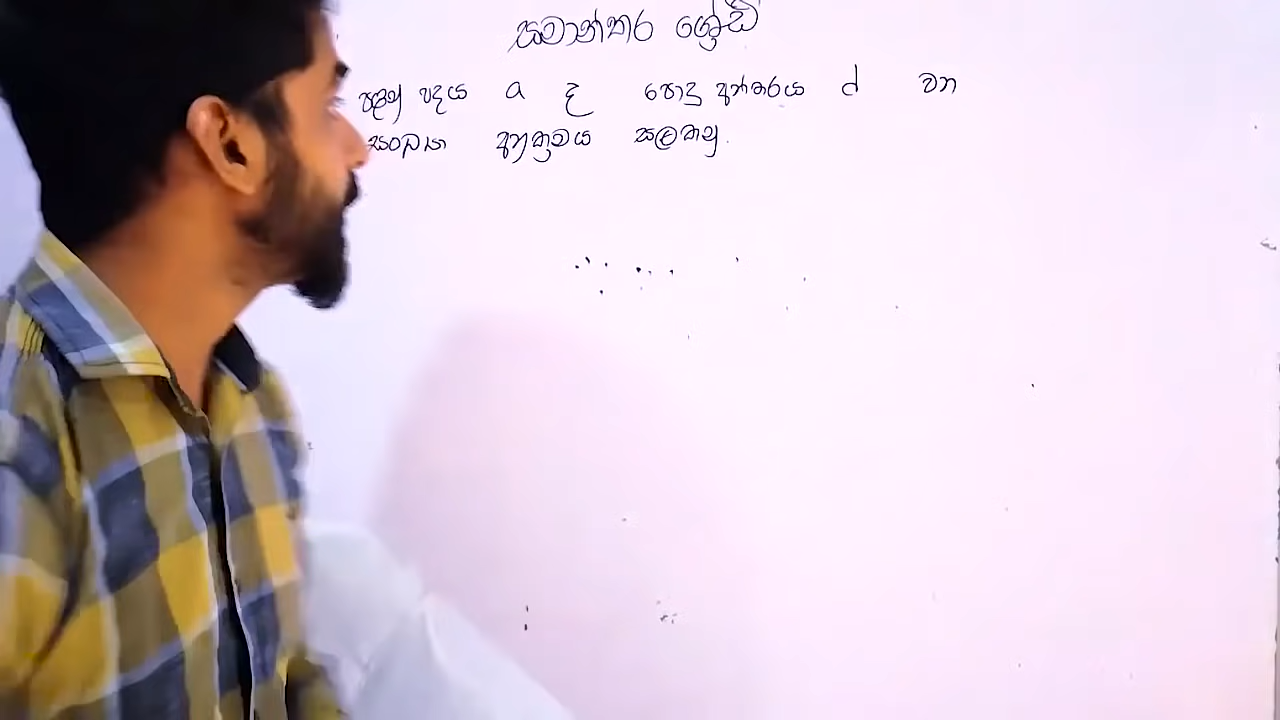 සමාන්තර ශ්‍රේඪි
පළමු පදය a ද පොදු අන්තරය d වන
සංඛ්‍යා අනුක්‍රමය සලකමු.